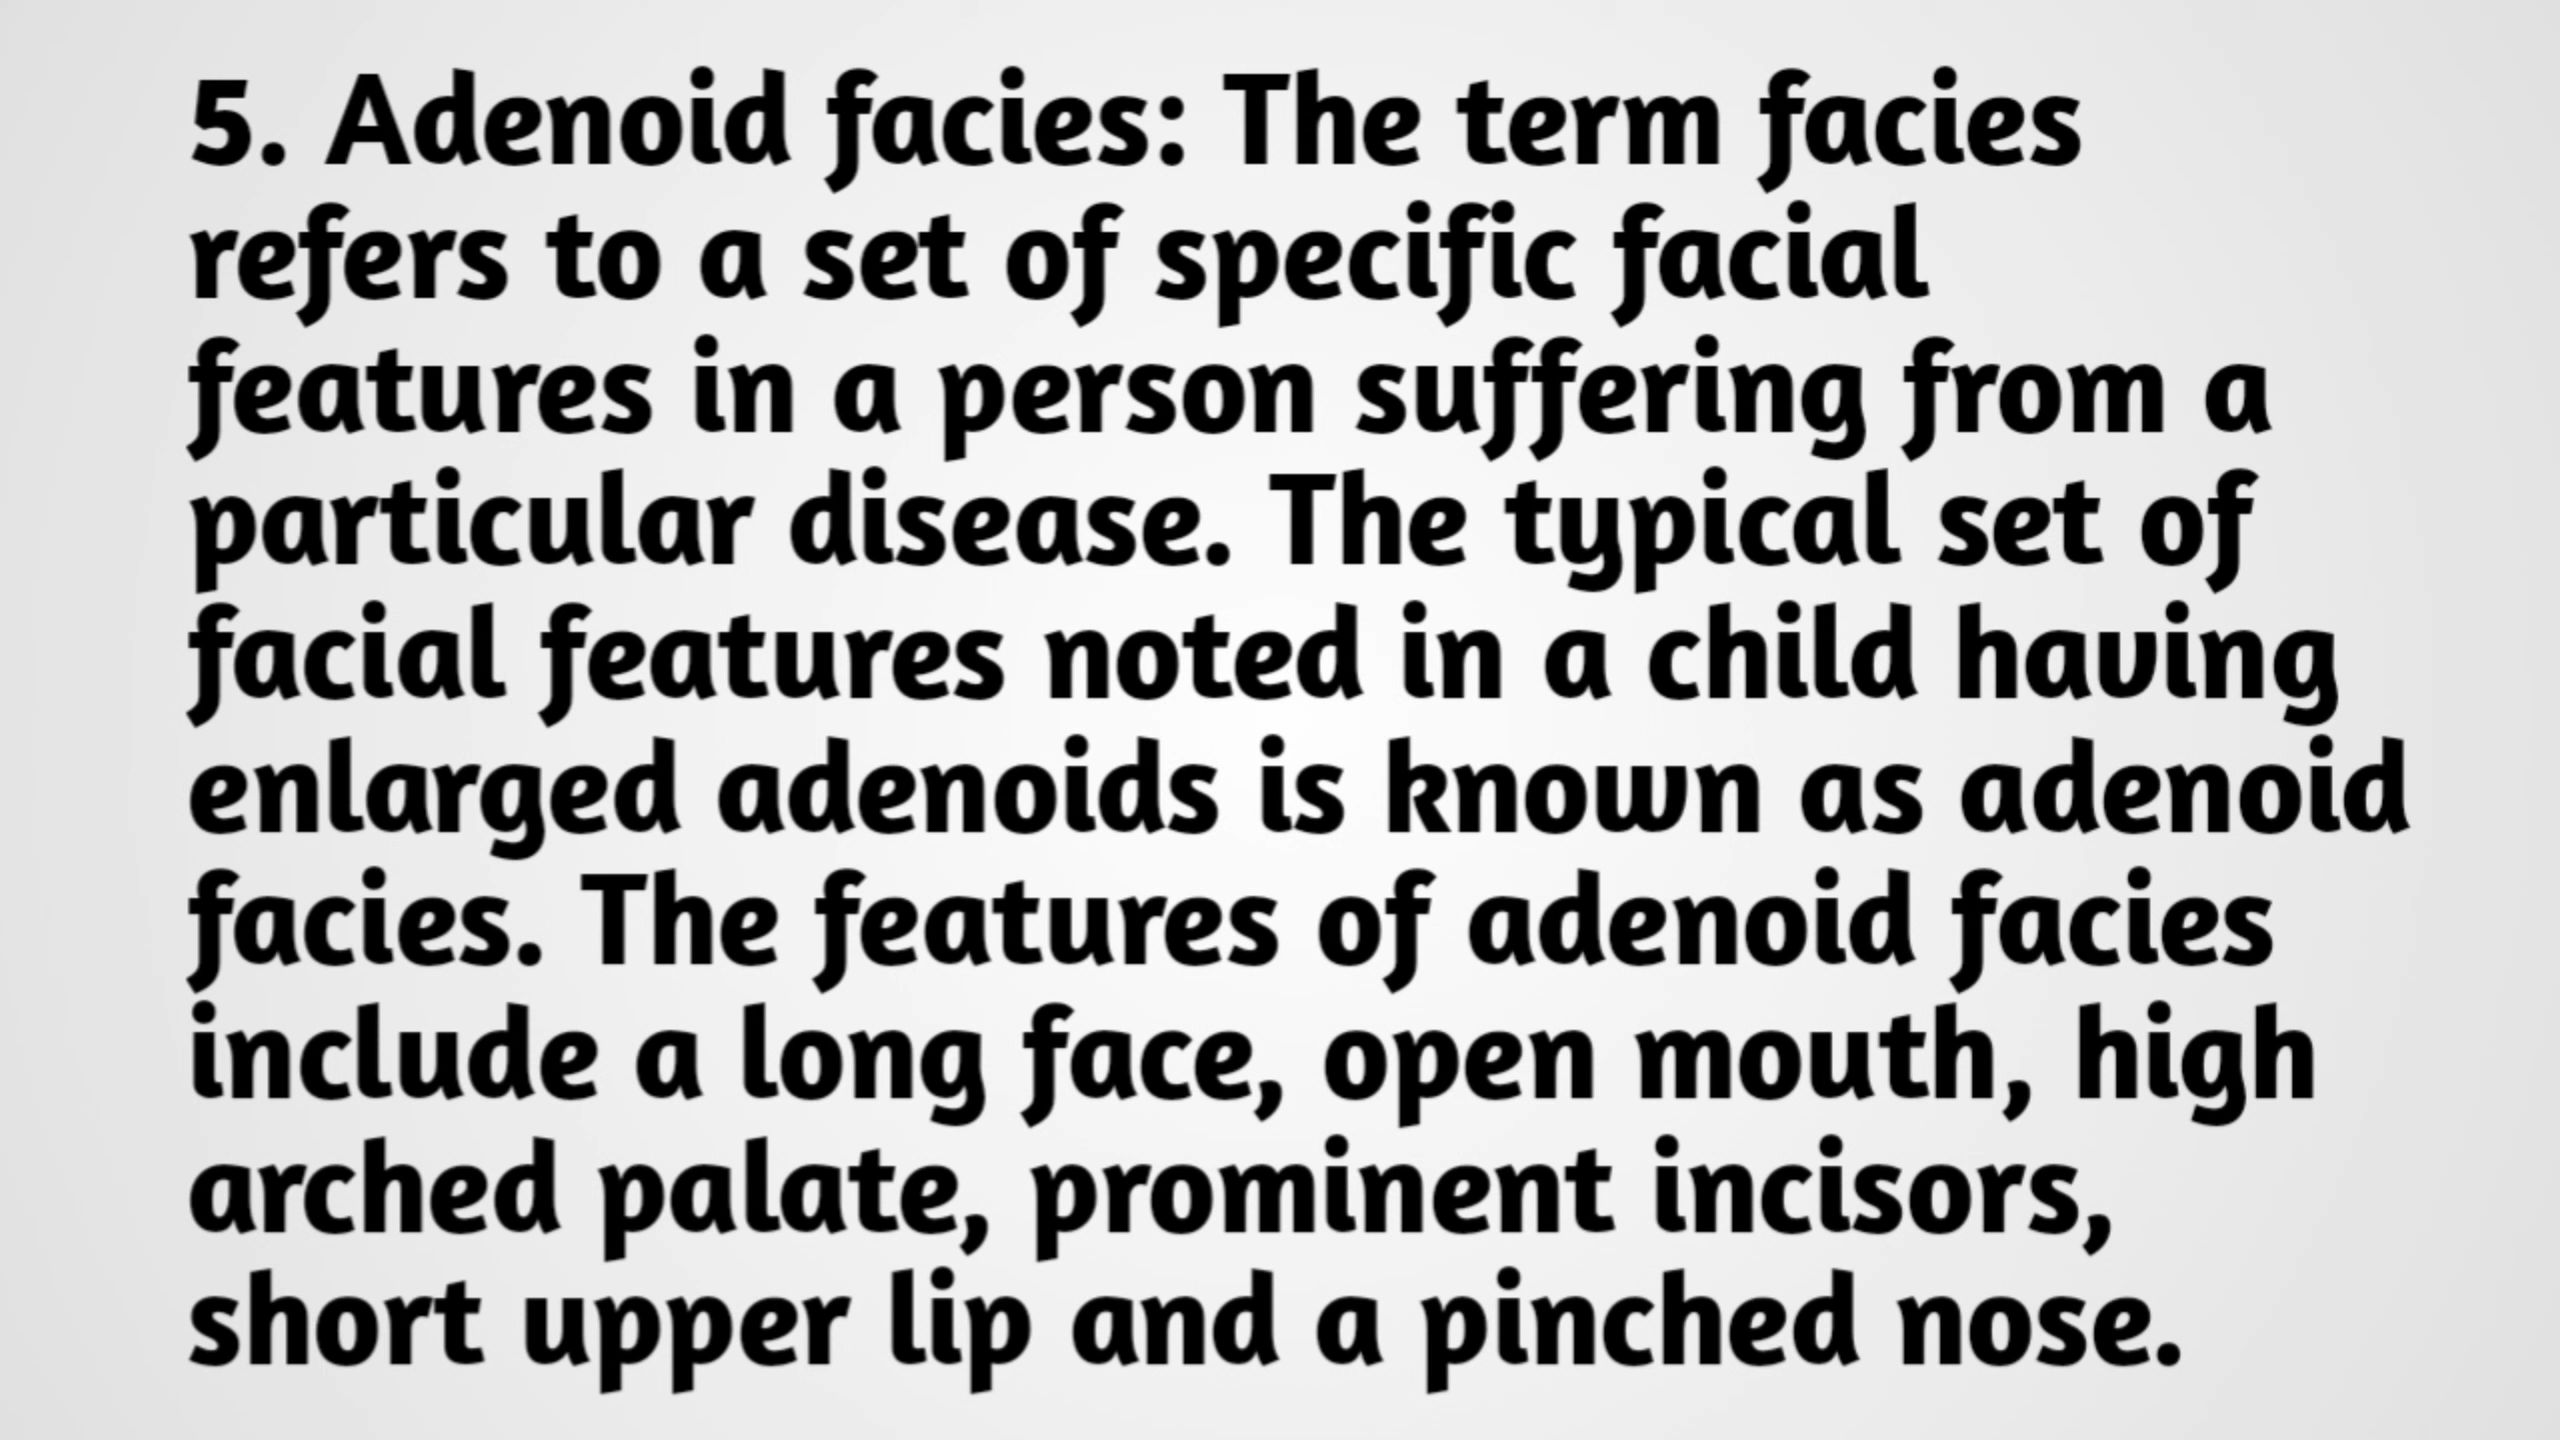 5. Adenoid facies: The term facies
refers to a set of specific facial
features in a person suffering from a
particular disease. The typical set of
facial features noted in a child having
enlarged adenoids is known as adenoid
facies. The features of adenoid facies
include a long face, open mouth, high
arched palate, prominent incisors,
short upper lip and a pinched nose.